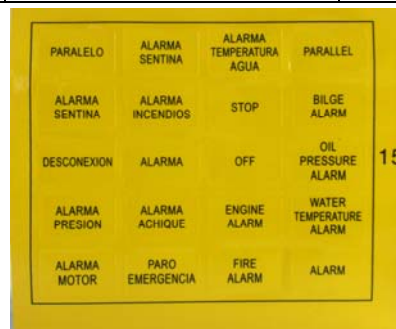 PARALELO
ALARMA
SENTINA
ALARMA
TEMPERATURA
AGUA
PARALLEL
ALARMA
SENTINA
ALARMA
INCENDIOS
STOP
BILGE
ALARM
DESCONEXION
ALARMA
OFF
OIL
PRESSURE
ALARM
15
ALARMA
PRESION
ALARMA
ACHIQUE
ENGINE
ALARM
WATER
TEMPERATURE
ALARM
ALARMA
MOTOR
PARO
EMERGENCIA
FIRE
ALARM
ALARM